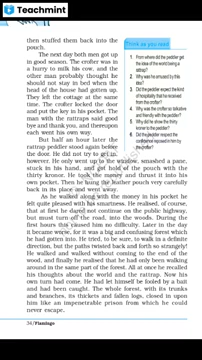 then stuffed them back into the
pouch.
The next day both men got up
in good season. The crofter was in
a hurry to milk his cow, and
the other man probably thought he
should not stay in bed when the
head of the house had gotten up.
They left the cottage at the same
time. The crofter locked the door
and put the key in his pocket. The
man with the rattraps said good
bye and thank you, and thereupon
each went his own way.
But half an hour later the
rattrap peddler stood again before
the door. He did not try to get in,
however. He only went up to the window, smashed a pane,
stuck in his hand, and got hold of the pouch with the thirty
kronor. He took the money and thrust it into his own pocket.
Then he hung the leather pouch very carefully
back in its place and went away.
As he walked along with the money in his pocket he
felt quite pleased with his smartness. He realised, of course,
that at first he dared not continue on the public highway,
but must turn off the road, into the woods. During the
first hours this caused him no difficulty. Later in the day
it became worse, for it was a big and confusing forest which
he had gotten into. He tried, to be sure, to walk in a definite
direction, but the paths twisted back and forth so strangely!
He walked and walked without coming to the end of the
wood, and finally he realised that he had only been walking
around in the same part of the forest. All at once he recalled
his thoughts about the world and the rattrap. Now his
own turn had come. He had let himself be fooled by a bait
and had been caught. The whole forest, with its trunks
and branches, its thickets and fallen logs, closed in upon
him like an impenetrable prison from which he could
never escape.
Think as you read
1 From where did the peddler get
the idea of the world being a
rattrap?
2 Why was he amused by this
idea?
3 Did the peddler expect the kind
of hospitality that he received
from the crofter?
4 Why was the crofter so talkative
and friendly with the peddler?
5 Why did he show the thirty
kronor to the peddler?
6 Did the peddler respect the
confidence reposed in him by
the crofter?
34/Flamingo